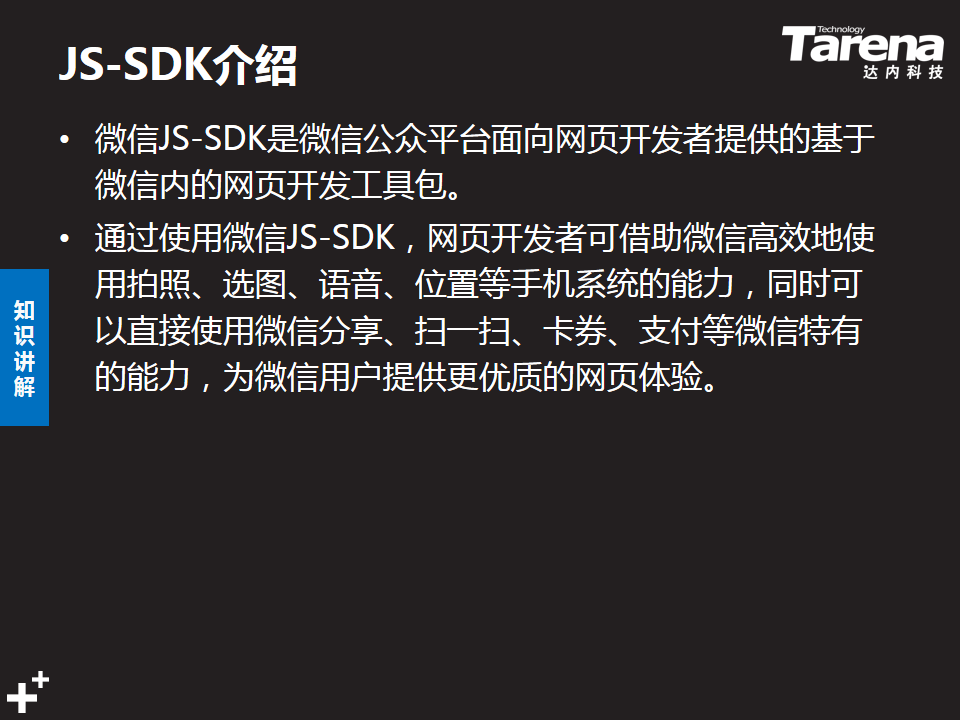 Technology
Tarena
达内科技
JS-SDK介绍
• 微信JS-SDK是微信公众平台面向网页开发者提供的基于
微信内的网页开发工具包。
• 通过使用微信JS-SDK，网页开发者可借助微信高效地使
用拍照、选图、语音、位置等手机系统的能力，同时可
以直接使用微信分享、扫一扫、卡券、支付等微信特有
的能力，为微信用户提供更优质的网页体验。
知
识
讲
解